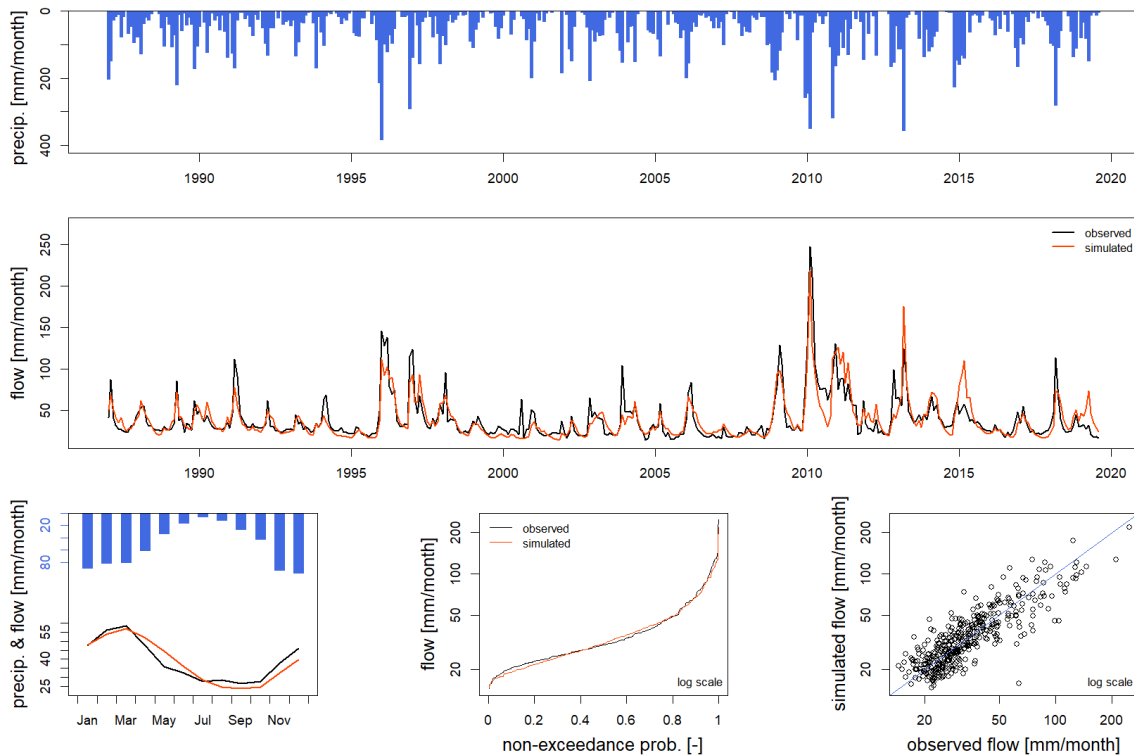 precip. [mm/month]
0
200
400
1990 1995 2000 2005 2010 2015 2020
flow [mm/month]
250
200
150
100
50
observed
simulated
1990 1995 2000 2005 2010 2015 2020
precip. & flow [mm/month]
20
80
55
40
25
Jan Mar May Jul Sep Nov
flow [mm/month]
200
100
50
20
observed
simulated
log scale
0 0.2 0.4 0.6 0.8 1
non-exceedance prob. [-]
simulated flow [mm/month]
200
100
50
20
log scale
20 50 100 200
observed flow [mm/month]